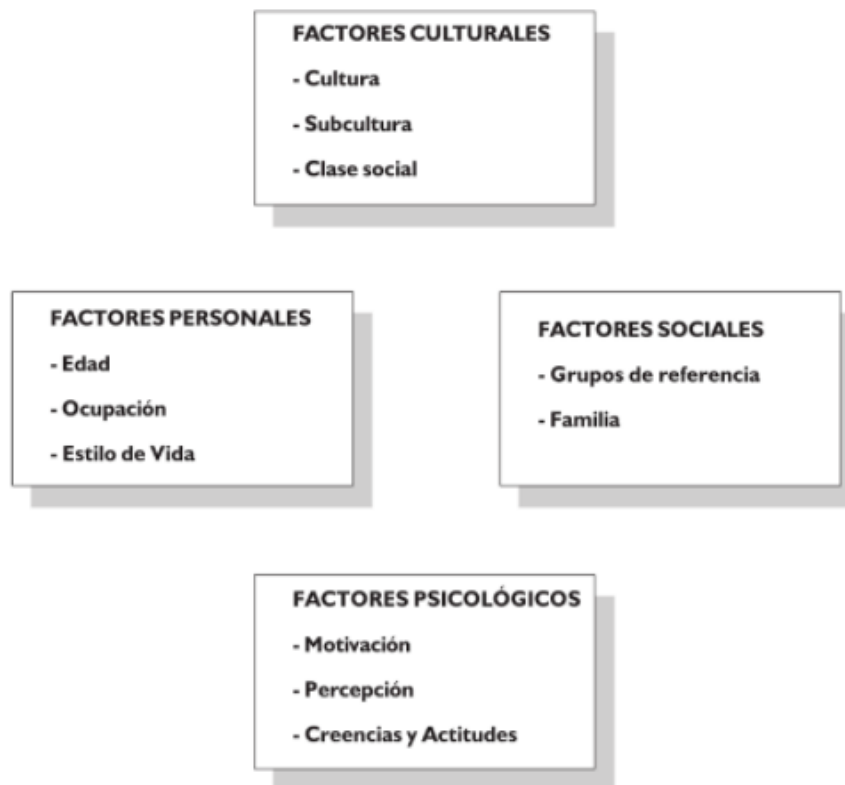 FACTORES CULTURALES
- Cultura
- Subcultura
- Clase social
FACTORES PERSONALES
- Edad
- Ocupación
- Estilo de Vida
FACTORES SOCIALES
- Grupos de referencia
- Familia
FACTORES PSICOLÓGICOS
- Motivación
- Percepción
- Creencias y Actitudes